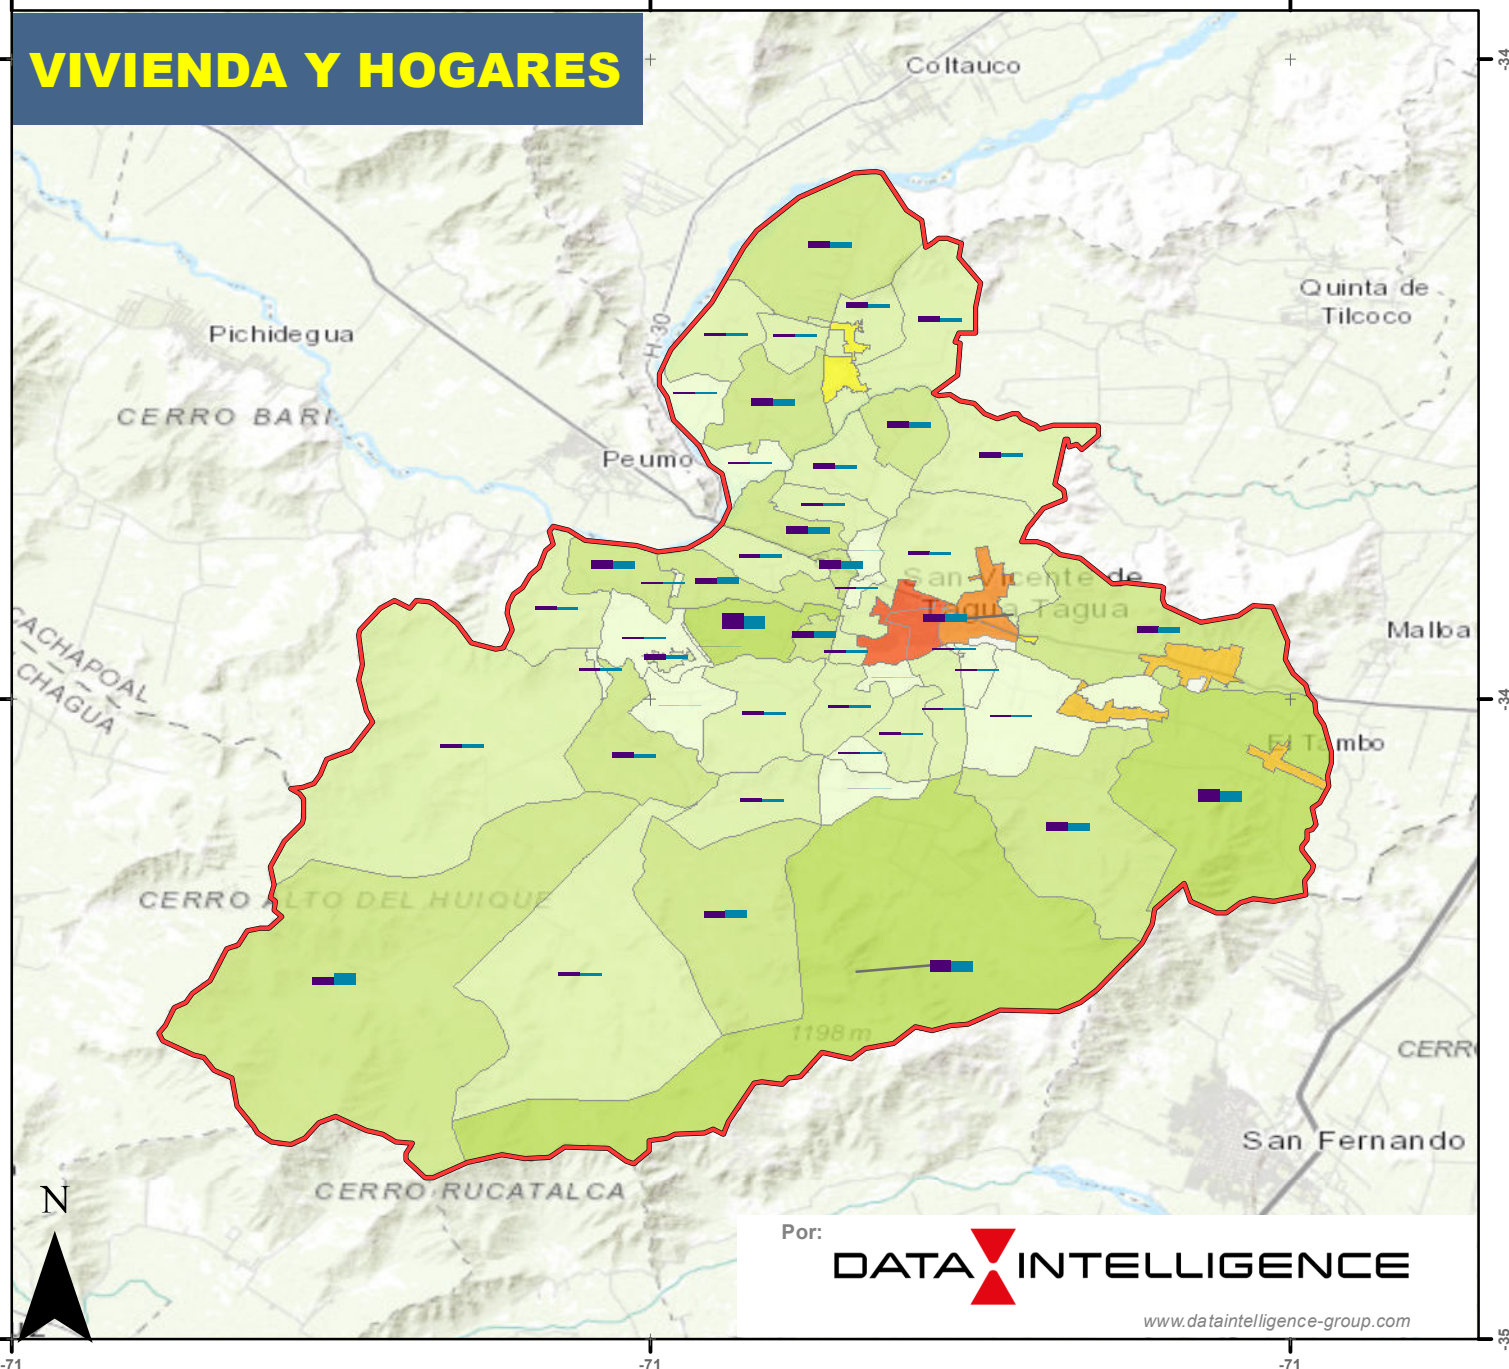 VIVIENDA Y HOGARES
Coltauco
-34
Quinta de
Tilcoco
Pichidegua
H-30
CERRO BARI
Peumo
San Vicente de
Tagua Tagua
Malloa
CACHAPOAL
CHAGUA
-34
El Tambo
CERRO ALTO DEL HUIQUE
1198 m
CERR
San Fernando
CERRO RUCATALCA
N
Por:
DATA INTELLIGENCE
www.dataintelligence-group.com
-35
-71
-71
-71